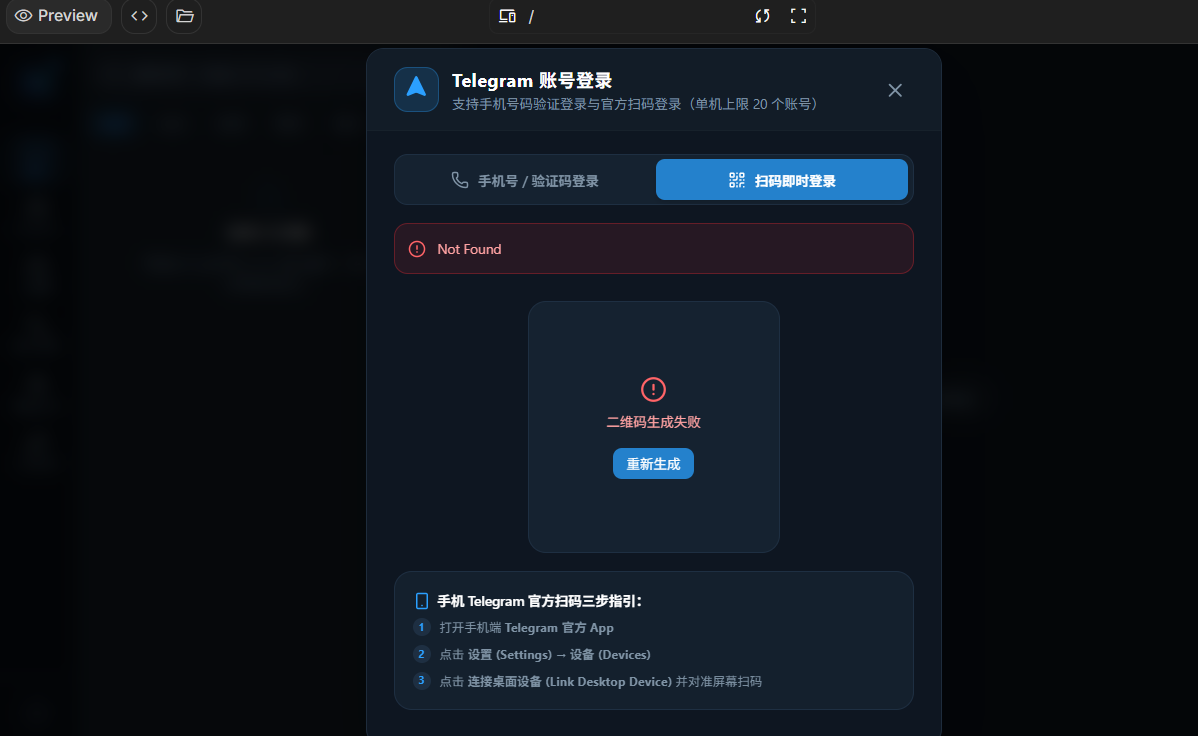 Preview
/
Telegram 账号登录
支持手机号码验证登录与官方扫码登录（单机上限 20 个账号）
手机号 / 验证码登录
扫码即时登录
Not Found
二维码生成失败
重新生成
手机 Telegram 官方扫码三步指引：
1 打开手机端 Telegram 官方 App
2 点击 设置 (Settings) → 设备 (Devices)
3 点击 连接桌面设备 (Link Desktop Device) 并对准屏幕扫码